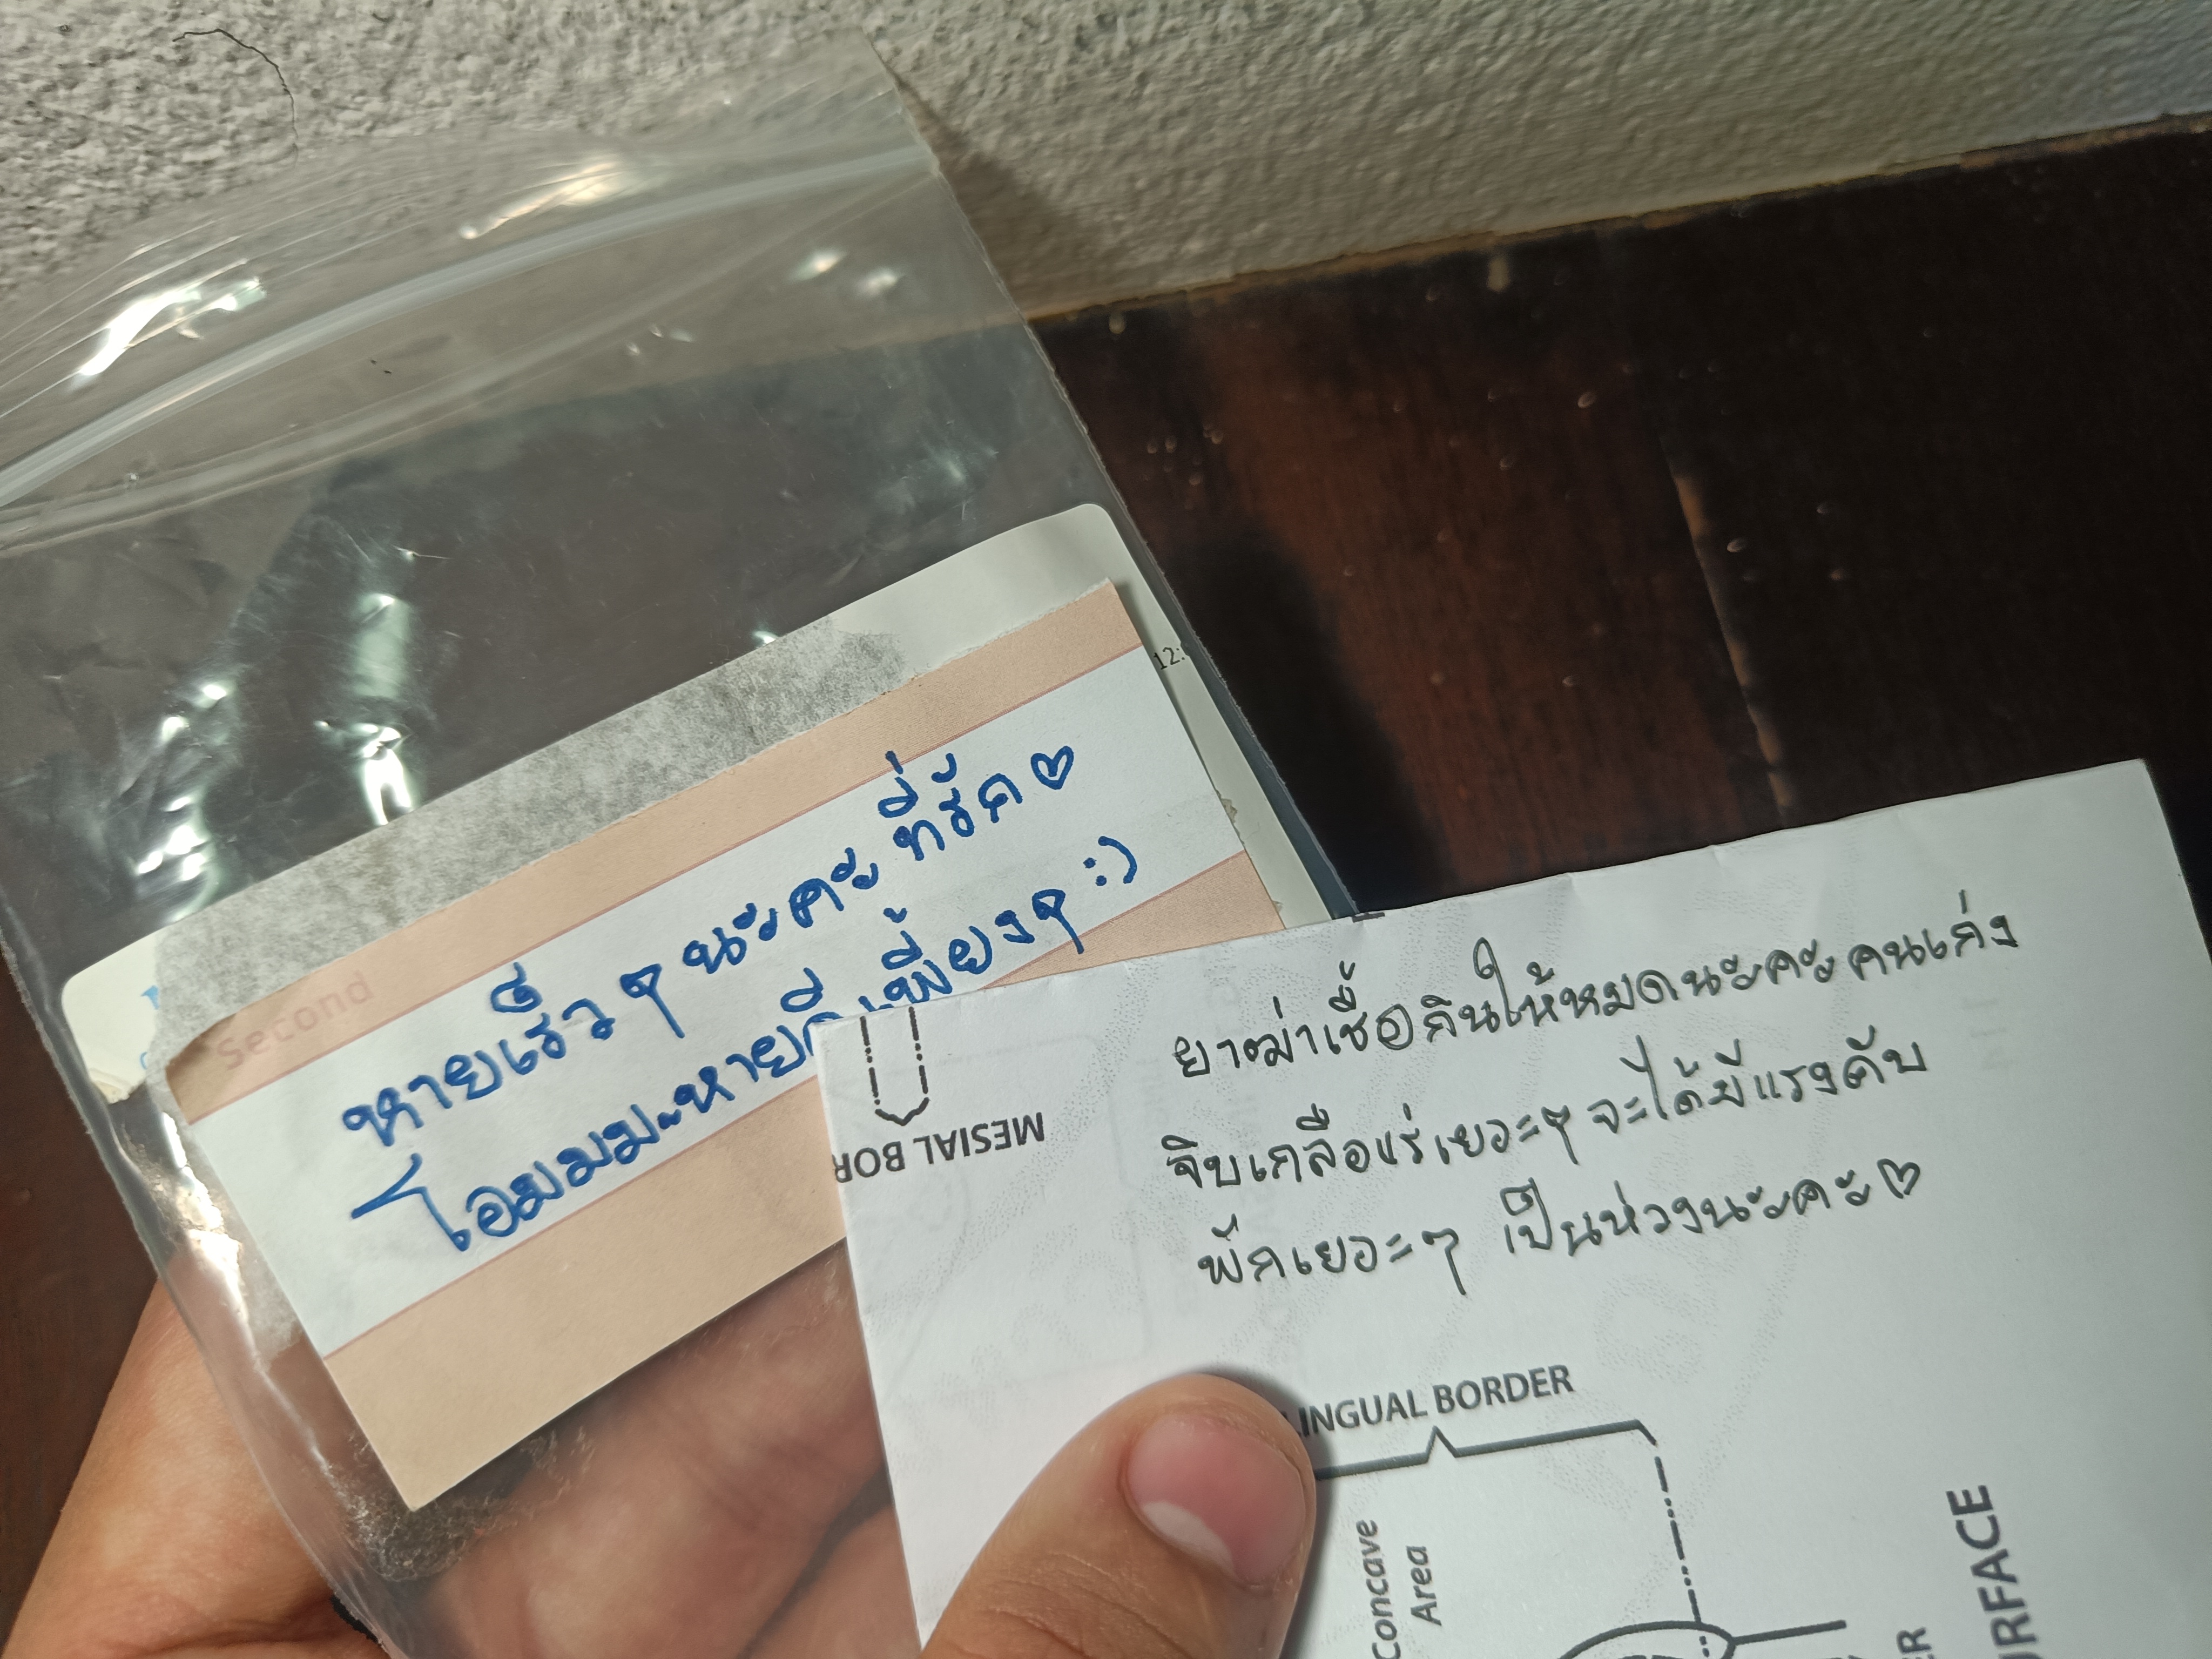 12:
Second
หายเร็วๆนะคะที่รัก♡
โอมมมะหายดีเพี้ยงๆ :)
ยาฆ่าเชื้อกินให้หมดนะคะคนเก่ง
จิบเกลือแร่เยอะๆจะได้มีแรงดับ
พักเยอะๆ เป็นห่วงนะคะ♡
MESIAL BOR
LINGUAL BORDER
Concave
Area
URFACE
ER